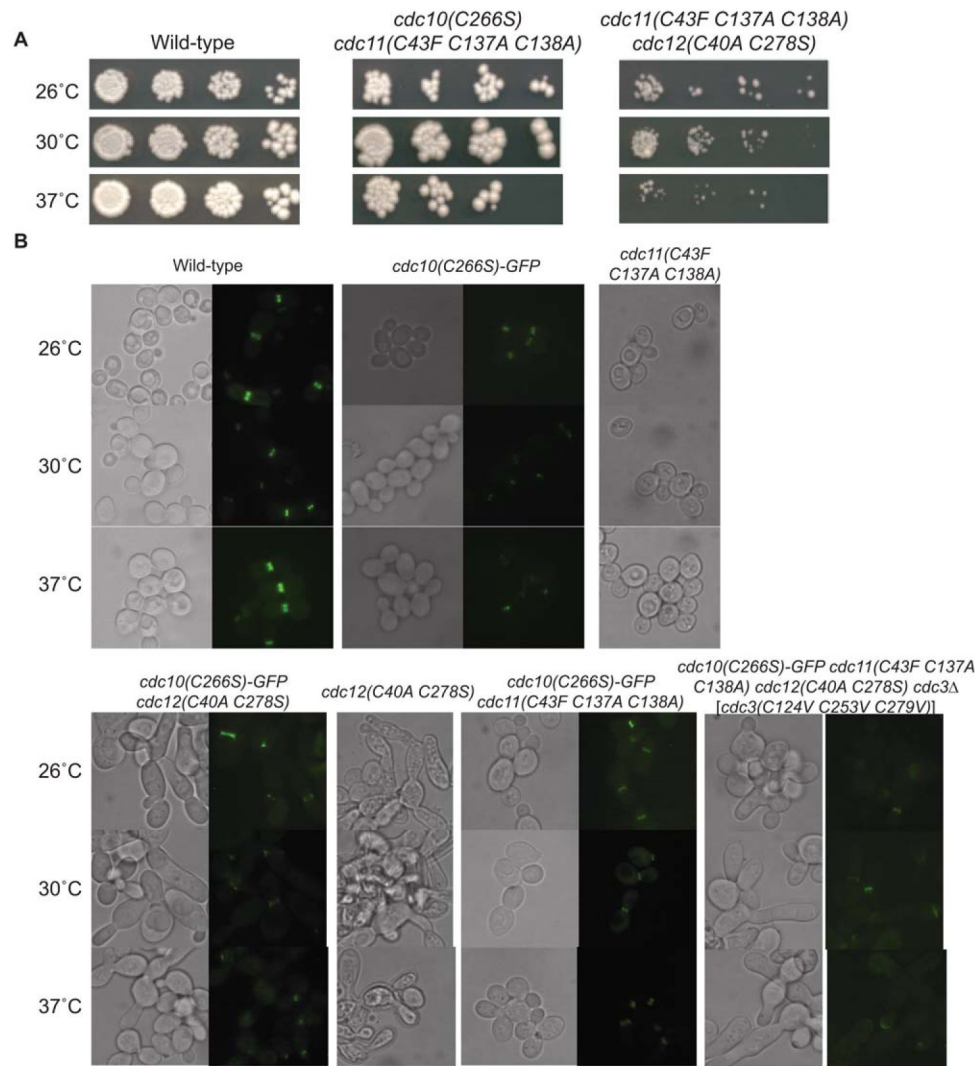 A
Wild-type
cdc10(C266S)
cdc11(C43F C137A C138A)
cdc11(C43F C137A C138A)
cdc12(C40A C278S)
26˚C
30˚C
37˚C
B
Wild-type
cdc10(C266S)-GFP
cdc11(C43F
C137A C138A)
26˚C
30˚C
37˚C
cdc10(C266S)-GFP
cdc12(C40A C278S)
cdc12(C40A C278S)
cdc10(C266S)-GFP
cdc11(C43F C137A C138A)
cdc10(C266S)-GFP cdc11(C43F C137A
C138A) cdc12(C40A C278S) cdc3Δ
[cdc3(C124V C253V C279V)]
26˚C
30˚C
37˚C